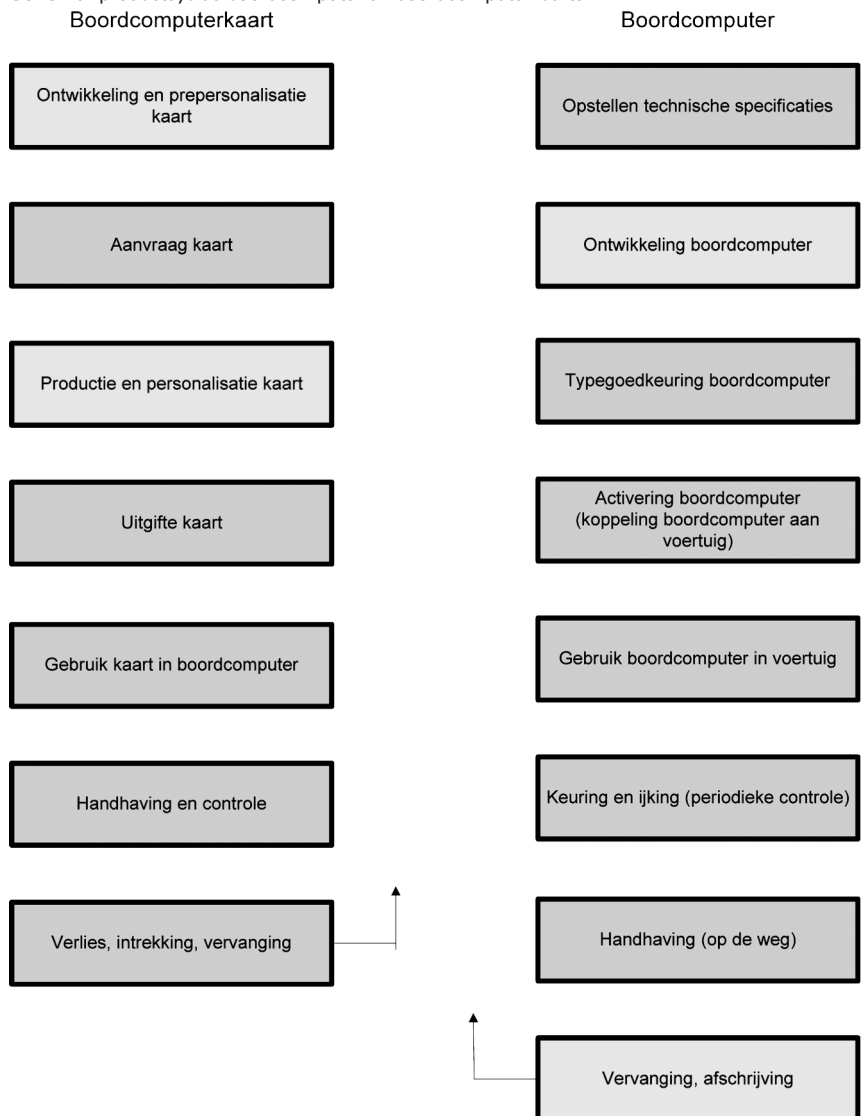 Boordcomputerkaart
Boordcomputer
Ontwikkeling en prepersonalisatie
kaart
Opstellen technische specificaties
Aanvraag kaart
Ontwikkeling boordcomputer
Productie en personalisatie kaart
Typegoedkeuring boordcomputer
Uitgifte kaart
Activering boordcomputer
(koppeling boordcomputer aan
voertuig)
Gebruik kaart in boordcomputer
Gebruik boordcomputer in voertuig
Handhaving en controle
Keuring en ijking (periodieke controle)
Verlies, intrekking, vervanging
Handhaving (op de weg)
Vervanging, afschrijving